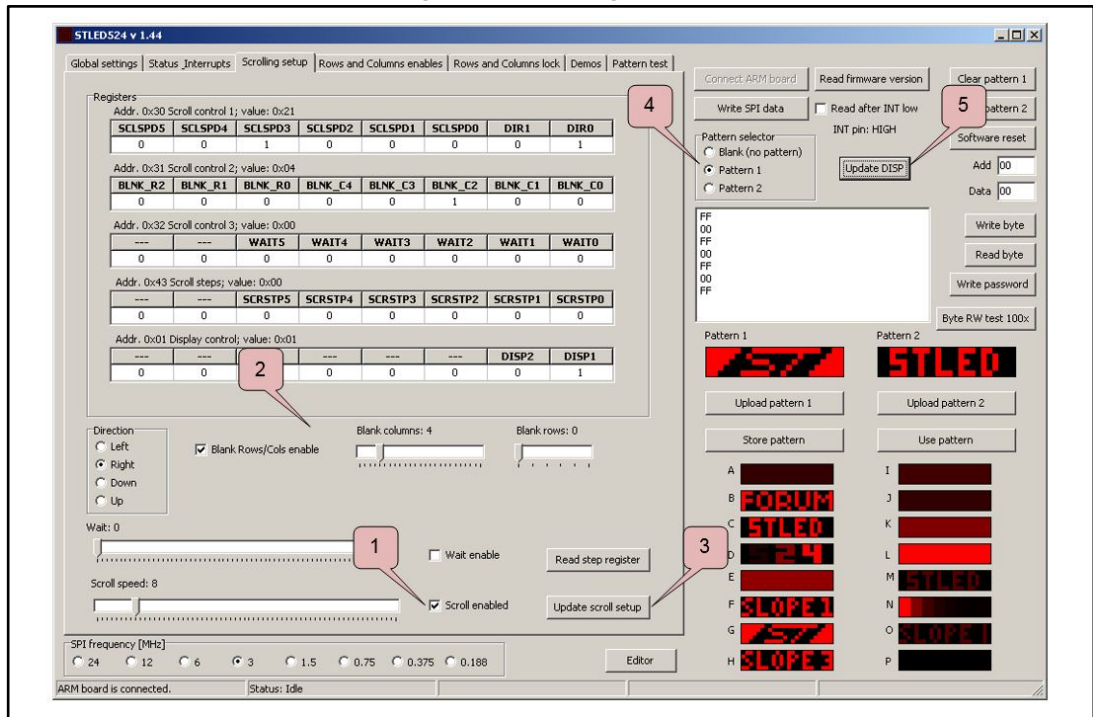 STLED524 v 1.44
Global settings Status_Interrupts Scrolling setup Rows and Columns enables Rows and Columns lock Demos Pattern test
Registers
Addr. 0x30 Scroll control 1; value: 0x21
SCLSPD5 SCLSPD4 SCLSPD3 SCLSPD2 SCLSPD1 SCLSPD0 DIR1 DIR0
0 0 1 0 0 0 0 1
Addr. 0x31 Scroll control 2; value: 0x04
BLNK_R2 BLNK_R1 BLNK_R0 BLNK_C4 BLNK_C3 BLNK_C2 BLNK_C1 BLNK_C0
0 0 0 0 0 1 0 0
Addr. 0x32 Scroll control 3; value: 0x00
--- --- WAIT5 WAIT4 WAIT3 WAIT2 WAIT1 WAIT0
0 0 0 0 0 0 0 0
Addr. 0x43 Scroll steps; value: 0x00
--- --- SCRSTP5 SCRSTP4 SCRSTP3 SCRSTP2 SCRSTP1 SCRSTP0
0 0 0 0 0 0 0 0
Addr. 0x01 Display control; value: 0x01
--- --- --- --- --- DISP2 DISP1
0 0 0 0 0 0 1
2
Direction
Left
Right
Down
Up
Blank Rows/Cols enable
Blank columns: 4
Blank rows: 0
Wait: 0
1
Wait enable
Read step register
3
Scroll speed: 8
Scroll enabled
Update scroll setup
SPI frequency [MHz]
24 12 6 3 1.5 0.75 0.375 0.188
Editor
ARM board is connected. Status: Idle
Connect ARM board Read firmware version Clear pattern 1
4
Write SPI data Read after INT low 5 pattern 2
INT pin: HIGH
Pattern selector
Blank (no pattern)
Pattern 1
Pattern 2
Update DISP
Software reset
Add 00
Data 00
FF
00
FF
00
FF
00
FF
Write byte
Read byte
Write password
Byte RW test 100x
Pattern 1 Pattern 2
ST STLED
Upload pattern 1 Upload pattern 2
Store pattern Use pattern
A I
B FORUM J
C STLED K
D 524 L
E M STLED
F SLOPE1 N
G ST O SLOPE1
H SLOPE3 P